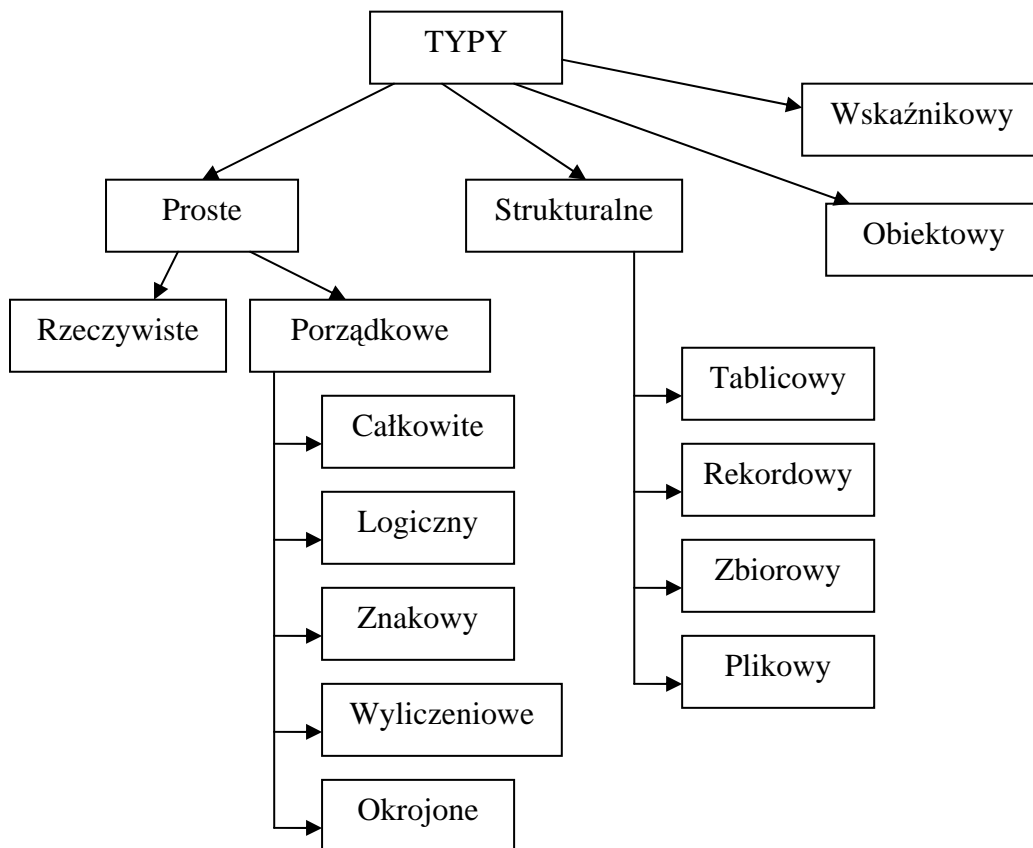 TYPY
Wskaźnikowy
Proste
Strukturalne
Obiektowy
Rzeczywiste
Porządkowe
Tablicowy
Całkowite
Rekordowy
Logiczny
Zbiorowy
Znakowy
Plikowy
Wyliczeniowe
Okrojone